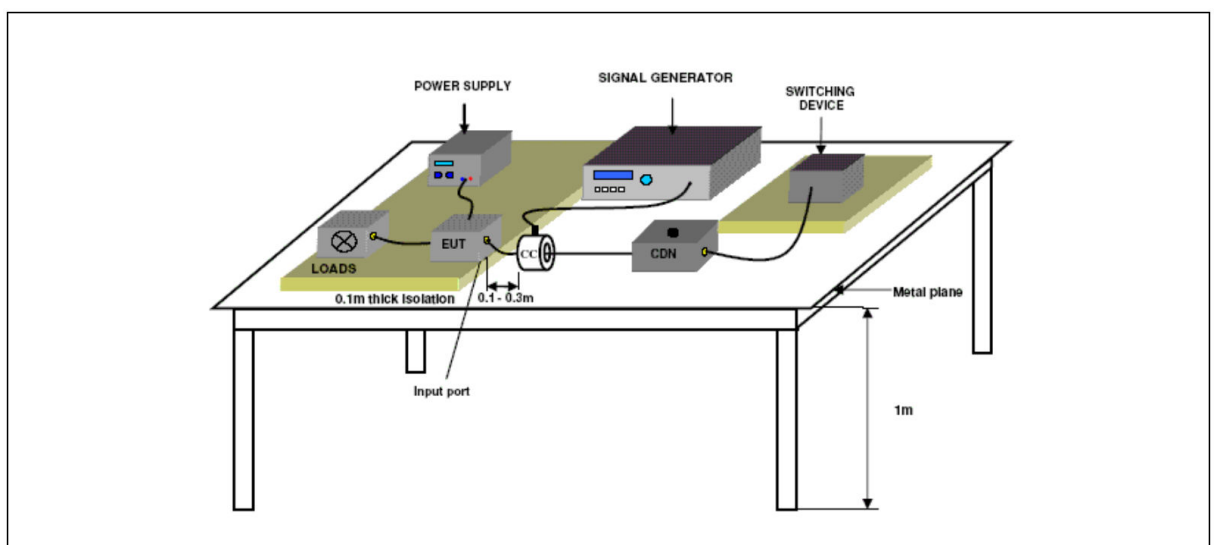 SIGNAL GENERATOR
POWER SUPPLY
SWITCHING
DEVICE
EUT
CC
CDN
LOADS
0.1m thick isolation
0.1 - 0.3m
Metal plane
Input port
1m